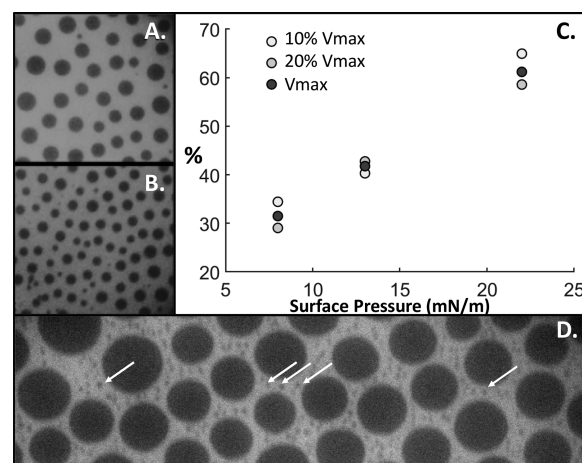 A.
B.
C.
70
60
50
40
30
20
%
10% Vmax
20% Vmax
Vmax
5 10 15 20 25
Surface Pressure (mN/m)
D.